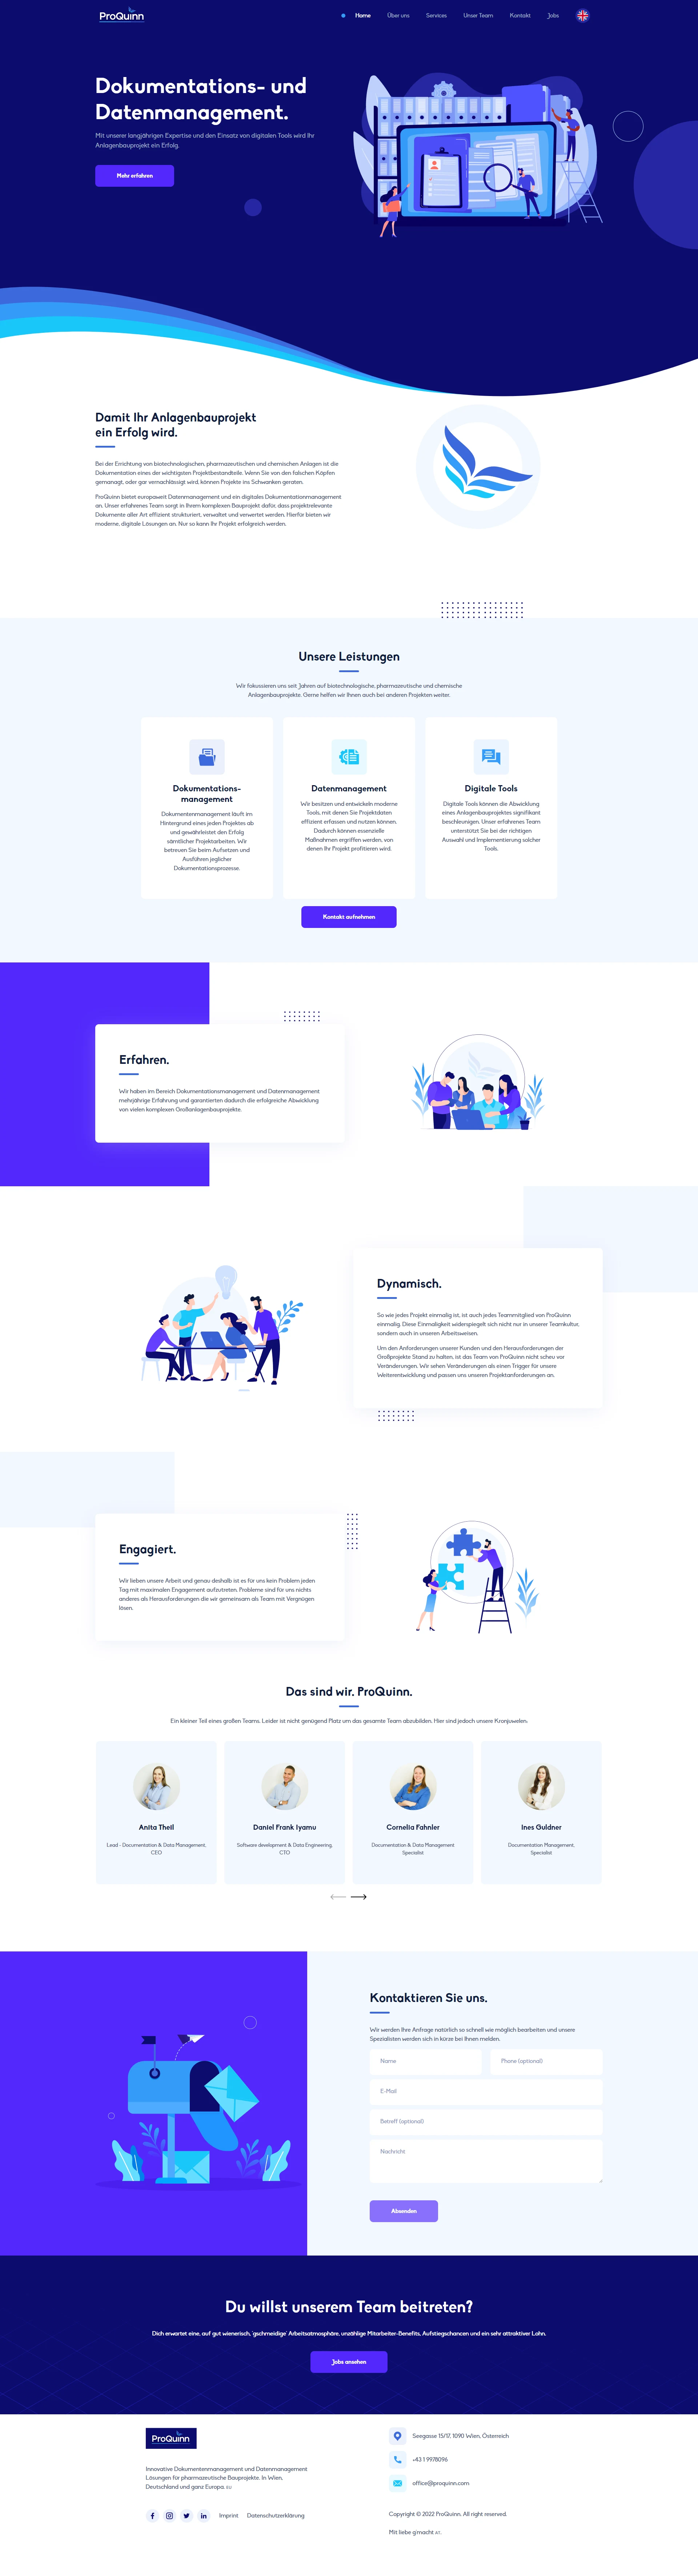 ProQuinn
Home Über uns Services Unser Team Kontakt Jobs
Dokumentations- und
Datenmanagement.
Mit unserer langjährigen Expertise und den Einsatz von digitalen Tools wird Ihr
Anlagenbauprojekt ein Erfolg.
Mehr erfahren
Damit Ihr Anlagenbauprojekt
ein Erfolg wird.
Bei der Errichtung von biotechnologischen, pharmazeutischen und chemischen Anlagen ist die
Dokumentation eines der wichtigsten Projektbestandteile. Wenn Sie von den falschen Köpfen
gemanagt, oder gar vernachlässigt wird, können Projekte ins Schwanken geraten.
ProQuinn bietet europaweit Datenmanagement und ein digitales Dokumentationmanagement
an. Unser erfahrenes Team sorgt in Ihrem komplexen Bauprojekt dafür, dass projektrelevante
Dokumente aller Art effizient strukturiert, verwaltet und verwertet werden. Hierfür bieten wir
moderne, digitale Lösungen an. Nur so kann Ihr Projekt erfolgreich werden.
Unsere Leistungen
Wir fokussieren uns seit Jahren auf biotechnologische, pharmazeutische und chemische
Anlagenbauprojekte. Gerne helfen wir Ihnen auch bei anderen Projekten weiter.
Dokumentations-
management
Dokumentenmanagement läuft im
Hintergrund eines jeden Projektes ab
und gewährleistet den Erfolg
sämtlicher Projektarbeiten. Wir
betreuen Sie beim Aufsetzen und
Ausführen jeglicher
Dokumentationsprozesse.
Datenmanagement
Wir besitzen und entwickeln moderne
Tools, mit denen Sie Projektdaten
effizient erfassen und nutzen können.
Dadurch können essenzielle
Maßnahmen ergriffen werden, von
denen Ihr Projekt profitieren wird.
Digitale Tools
Digitale Tools können die Abwicklung
eines Anlagenbauprojektes signifikant
beschleunigen. Unser erfahrenes Team
unterstützt Sie bei der richtigen
Auswahl und Implementierung solcher
Tools.
Kontakt aufnehmen
Erfahren.
Wir haben im Bereich Dokumentationsmanagement und Datenmanagement
mehrjährige Erfahrung und garantierten dadurch die erfolgreiche Abwicklung
von vielen komplexen Großanlagenbauprojekte.
Dynamisch.
So wie jedes Projekt einmalig ist, ist auch jedes Teammitglied von ProQuinn
einmalig. Diese Einmaligkeit widerspiegelt sich nicht nur in unserer Teamkultur,
sondern auch in unseren Arbeitsweisen.
Um den Anforderungen unserer Kunden und den Herausforderungen der
Großprojekte Stand zu halten, ist das Team von ProQuinn nicht scheu vor
Veränderungen. Wir sehen Veränderungen als einen Trigger für unsere
Weiterentwicklung und passen uns unseren Projektanforderungen an.
Engagiert.
Wir lieben unsere Arbeit und genau deshalb ist es für uns kein Problem jeden
Tag mit maximalen Engagement aufzutreten. Probleme sind für uns nichts
anderes als Herausforderungen die wir gemeinsam als Team mit Vergnügen
lösen.
Das sind wir. ProQuinn.
Ein kleiner Teil eines großen Teams. Leider ist nicht genügend Platz um das gesamte Team abzubilden. Hier sind jedoch unsere Kronjuwelen.
Anita Theil
Lead - Documentation & Data Management,
CEO
Daniel Frank Iyamu
Software development & Data Engineering,
CTO
Cornelia Fahnler
Documentation & Data Management
Specialist
Ines Guldner
Documentation Management,
Specialist
Kontaktieren Sie uns.
Wir werden Ihre Anfrage natürlich so schnell wie möglich bearbeiten und unsere
Spezialisten werden sich in kürze bei Ihnen melden.
Name Phone (optional)
E-Mail
Betreff (optional)
Nachricht
Absenden
Du willst unserem Team beitreten?
Dich erwartet eine, auf gut wienerisch, 'gschmeidige' Arbeitsatmosphäre, unzählige Mitarbeiter-Benefits, Aufstiegschancen und ein sehr attraktiver Lohn.
Jobs ansehen
ProQuinn
Innovative Dokumentenmanagement und Datenmanagement
Lösungen für pharmazeutische Bauprojekte. In Wien,
Deutschland und ganz Europa. EU
Imprint Datenschutzerklärung
Seegasse 15/17, 1090 Wien, Österreich
+43 1 9978096
office@proquinn.com
Copyright © 2022 ProQuinn. All right reserved.
Mit liebe g'macht AT.